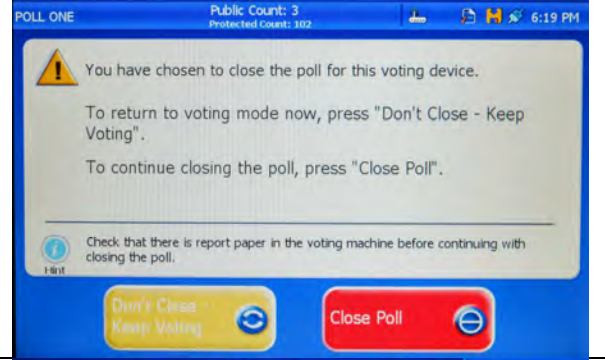 POLL ONE
Public Count: 3
Protected Count: 102
6:19 PM
You have chosen to close the poll for this voting device.
To return to voting mode now, press "Don't Close - Keep
Voting".
To continue closing the poll, press "Close Poll".
Check that there is report paper in the voting machine before continuing with
closing the poll.
Hint
Don't Close
Keep Voting
Close Poll